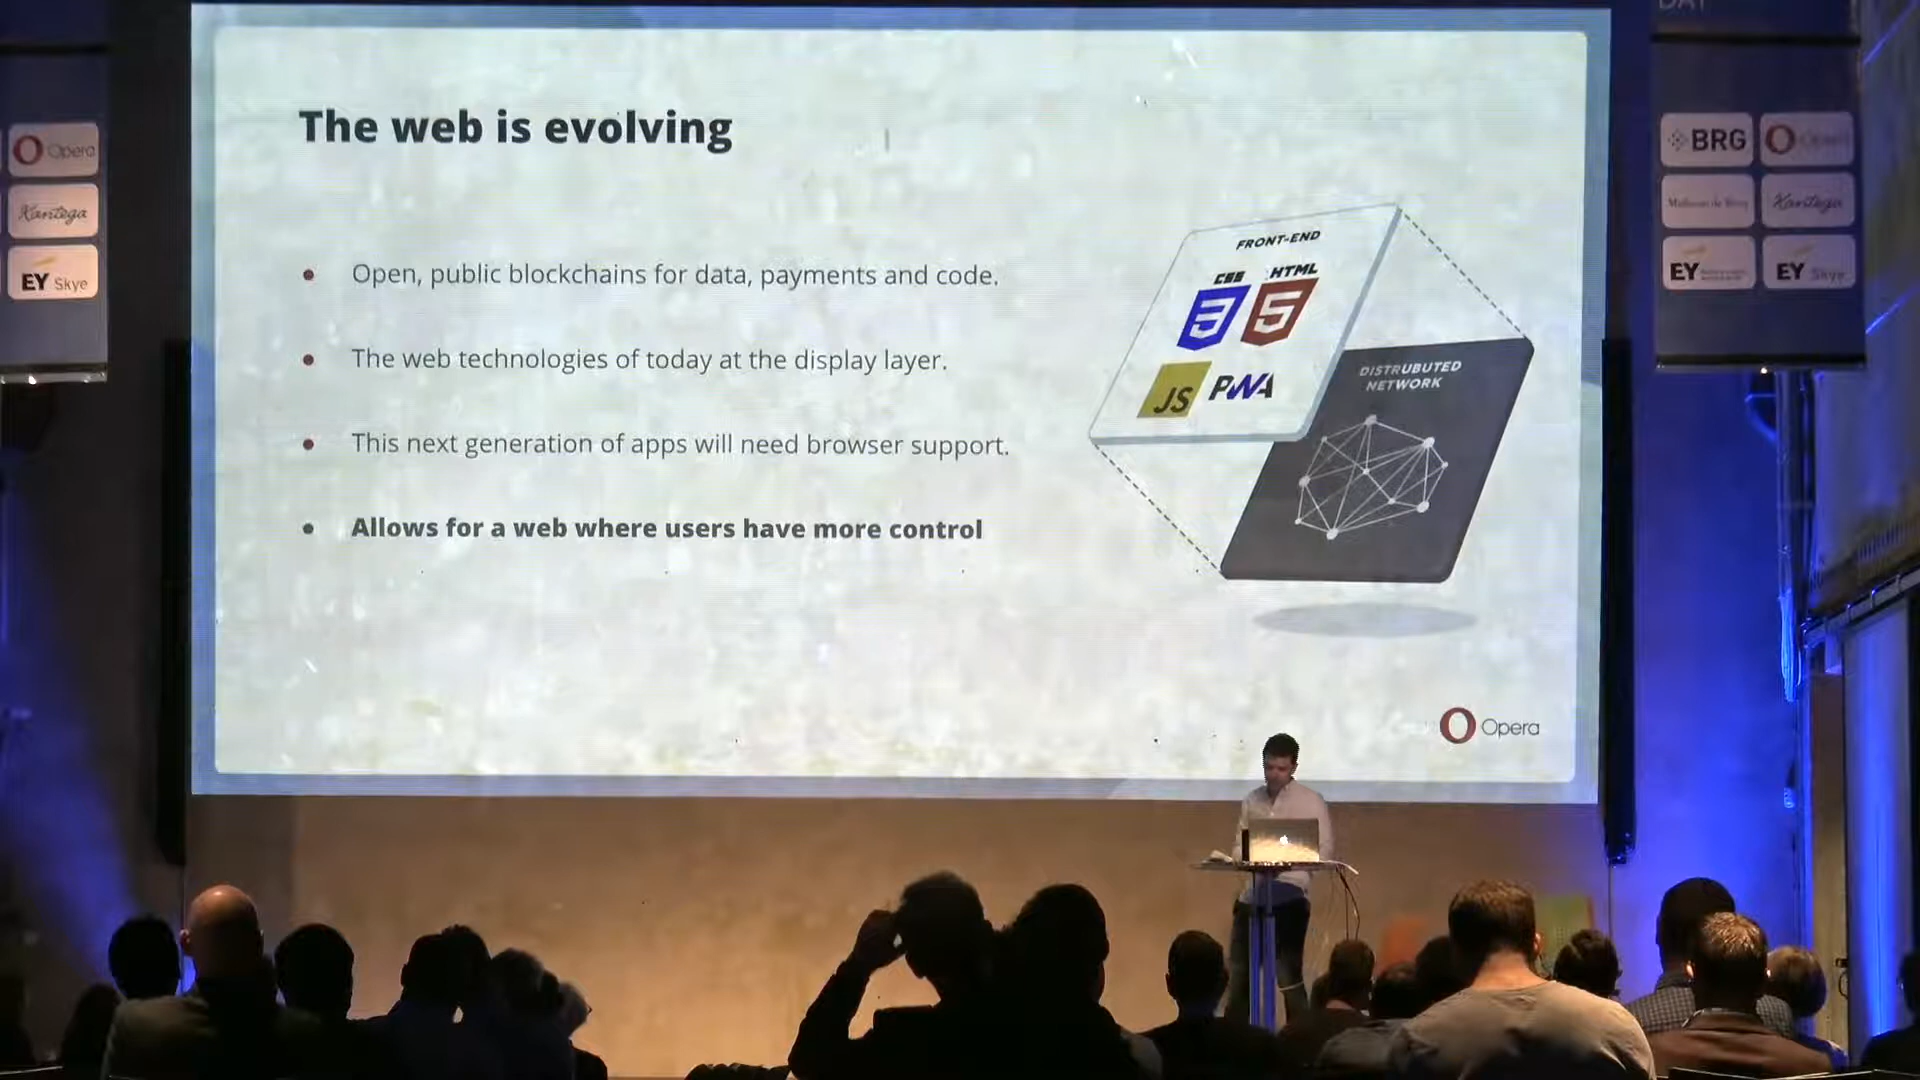 DAY
The web is evolving
Open, public blockchains for data, payments and code.
The web technologies of today at the display layer.
This next generation of apps will need browser support.
Allows for a web where users have more control
FRONT-END
CSS HTML
3 5
JS PWA
DISTRUBUTED
NETWORK
Opera
Opera
Kantega
EY Skye
BRG Opera
Kantega
EY
EY Skye